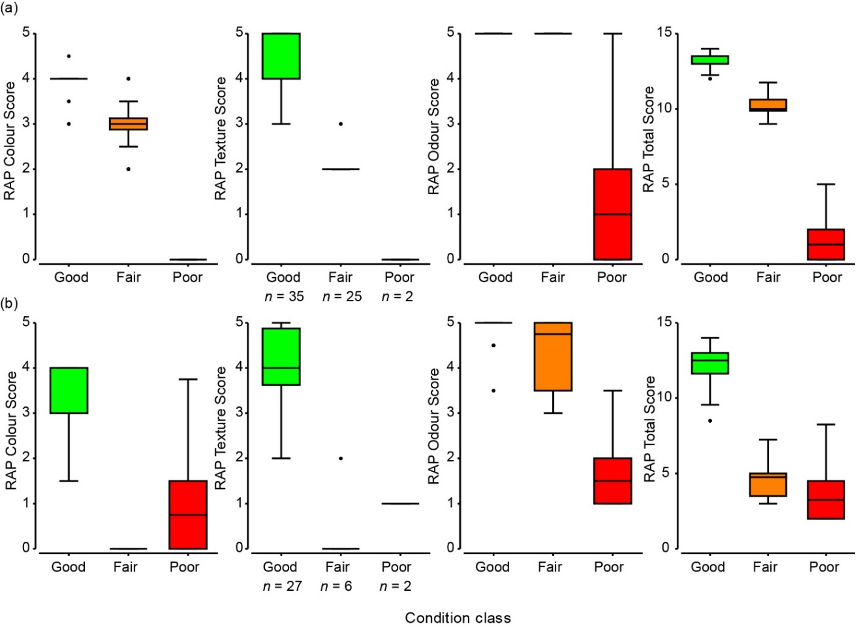 (a)
RAP Colour Score
5
4
3
2
1
0
Good Fair Poor
RAP Texture Score
5
4
3
2
1
0
Good Fair Poor
n = 35 n = 25 n = 2
RAP Odour Score
5
4
3
2
1
0
Good Fair Poor
RAP Total Score
15
10
5
0
Good Fair Poor
(b)
RAP Colour Score
5
4
3
2
1
0
Good Fair Poor
RAP Texture Score
5
4
3
2
1
0
Good Fair Poor
n = 27 n = 6 n = 2
RAP Odour Score
5
4
3
2
1
0
Good Fair Poor
RAP Total Score
15
10
5
0
Good Fair Poor
Condition class